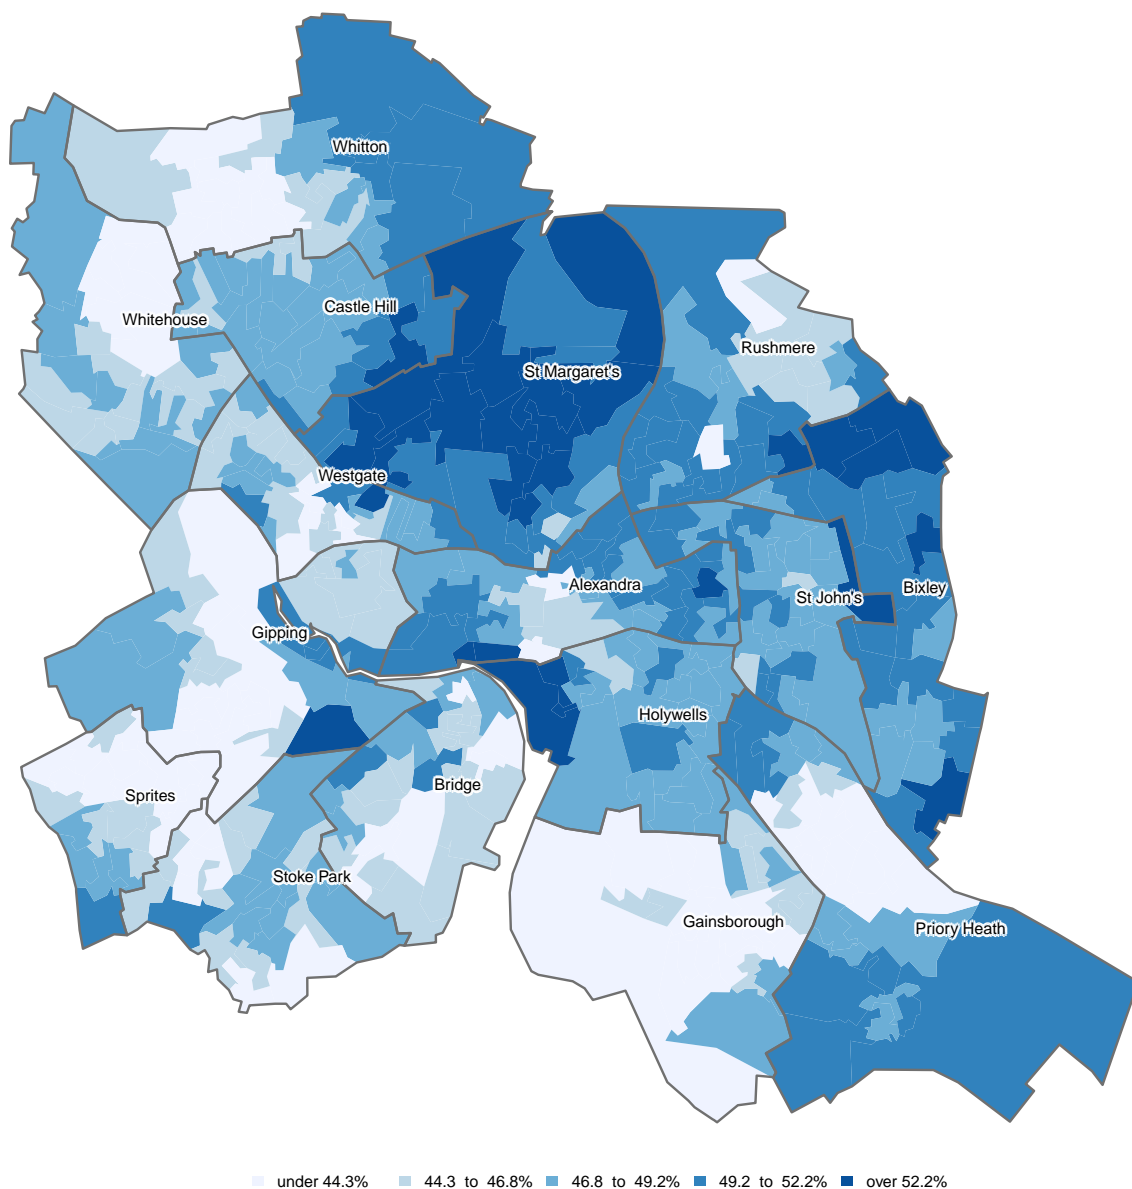 Whitton
Castle Hill
Whitehouse
Rushmere
St Margaret's
Westgate
Alexandra
Bixley
St John's
Gipping
Holywells
Bridge
Sprites
Stoke Park
Gainsborough
Priory Heath
under 44.3% 44.3 to 46.8% 46.8 to 49.2% 49.2 to 52.2% over 52.2%